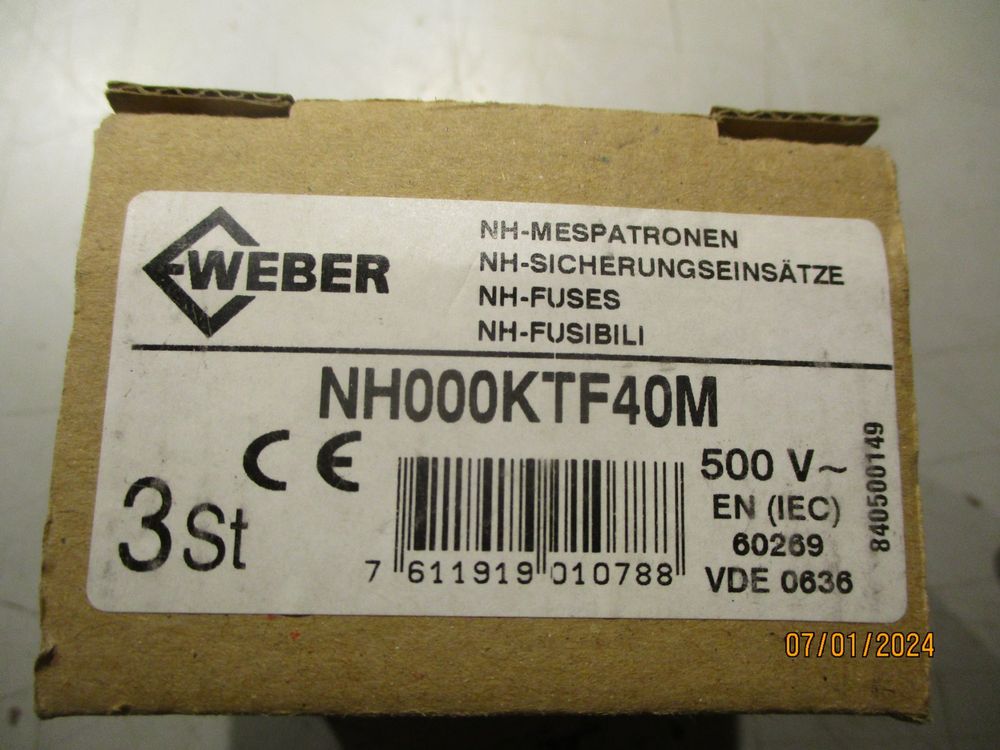 WEBER
NH-MESPATRONEN
NH-SICHERUNGSEINSÄTZE
NH-FUSES
NH-FUSIBILI
NH000KTF40M
CE
3St
7 611919 010788
500 V~
EN (IEC)
60269
VDE 0636
840500149
07/01/2024